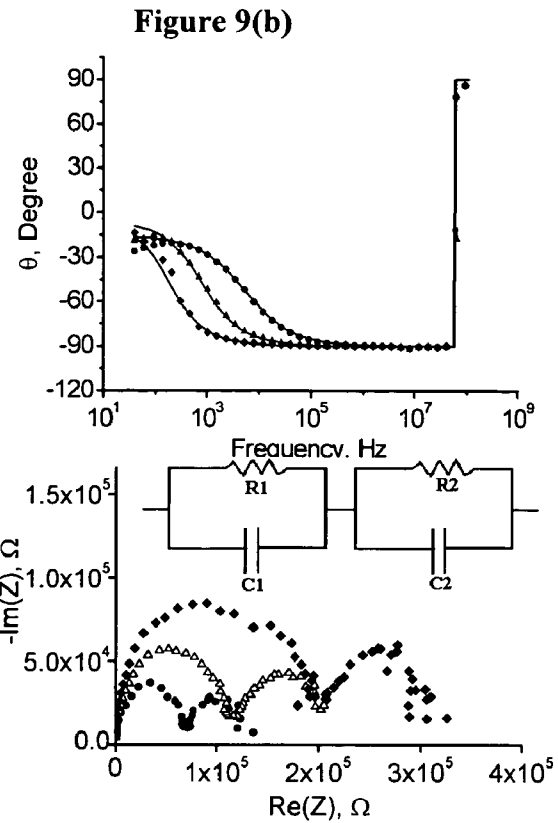 Figure 9(b)
90
60
30
0
-30
-60
-90
-120
θ, Degree
10¹ 10³ 10⁵ 10⁷ 10⁹
Frequency, Hz
R1 R2
C1 C2
1.5x10⁵
1.0x10⁵
5.0x10⁴
0.0
-Im(Z), Ω
0 1x10⁵ 2x10⁵ 3x10⁵ 4x10⁵
Re(Z), Ω